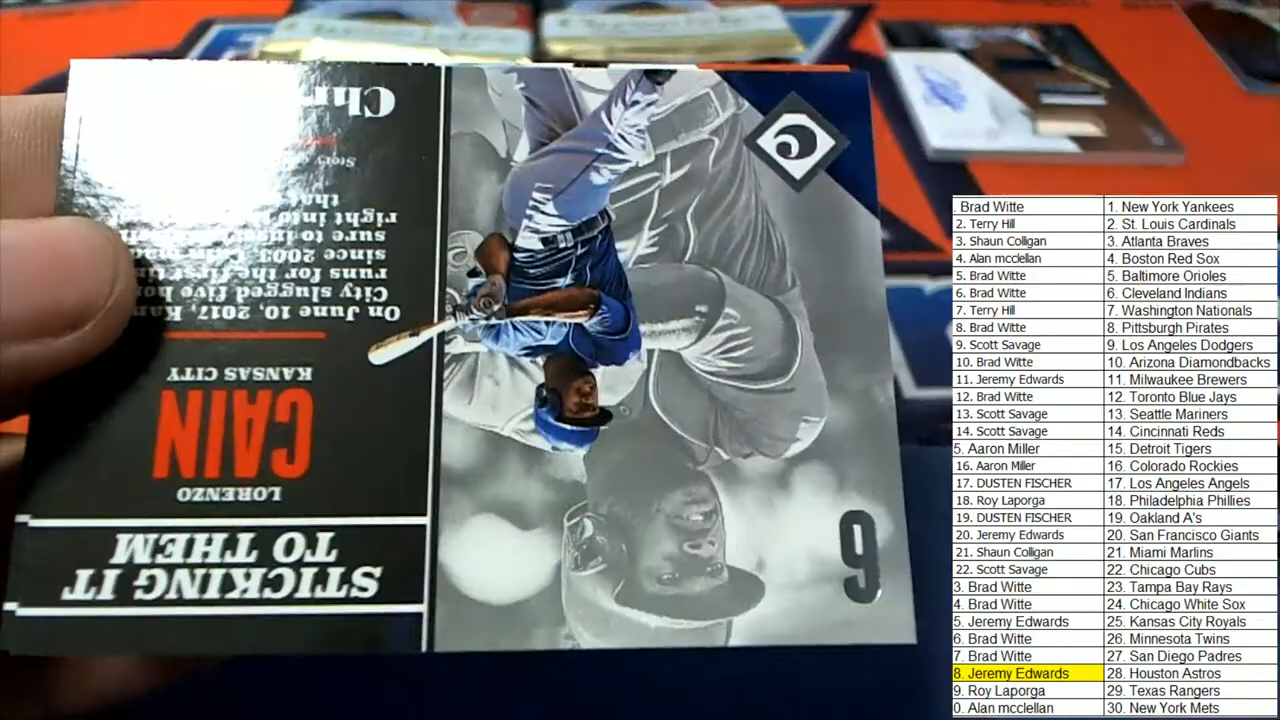 STICKING IT
TO THEM
LORENZO
CAIN
KANSAS CITY
On June 10, 2017,
City slugged five
runs for the first
since 2003. Cain
sure to
right into
that
Story
6
Brad Witte 1. New York Yankees
2. Terry Hill 2. St. Louis Cardinals
3. Shaun Colligan 3. Atlanta Braves
4. Alan mcclellan 4. Boston Red Sox
5. Brad Witte 5. Baltimore Orioles
6. Brad Witte 6. Cleveland Indians
7. Terry Hill 7. Washington Nationals
8. Brad Witte 8. Pittsburgh Pirates
9. Scott Savage 9. Los Angeles Dodgers
10. Brad Witte 10. Arizona Diamondbacks
11. Jeremy Edwards 11. Milwaukee Brewers
12. Brad Witte 12. Toronto Blue Jays
13. Scott Savage 13. Seattle Mariners
14. Scott Savage 14. Cincinnati Reds
5. Aaron Miller 15. Detroit Tigers
16. Aaron Miller 16. Colorado Rockies
17. DUSTEN FISCHER 17. Los Angeles Angels
18. Roy Laporga 18. Philadelphia Phillies
19. DUSTEN FISCHER 19. Oakland A's
20. Jeremy Edwards 20. San Francisco Giants
21. Shaun Colligan 21. Miami Marlins
22. Scott Savage 22. Chicago Cubs
3. Brad Witte 23. Tampa Bay Rays
4. Brad Witte 24. Chicago White Sox
5. Jeremy Edwards 25. Kansas City Royals
6. Brad Witte 26. Minnesota Twins
7. Brad Witte 27. San Diego Padres
8. Jeremy Edwards 28. Houston Astros
9. Roy Laporga 29. Texas Rangers
0. Alan mcclellan 30. New York Mets